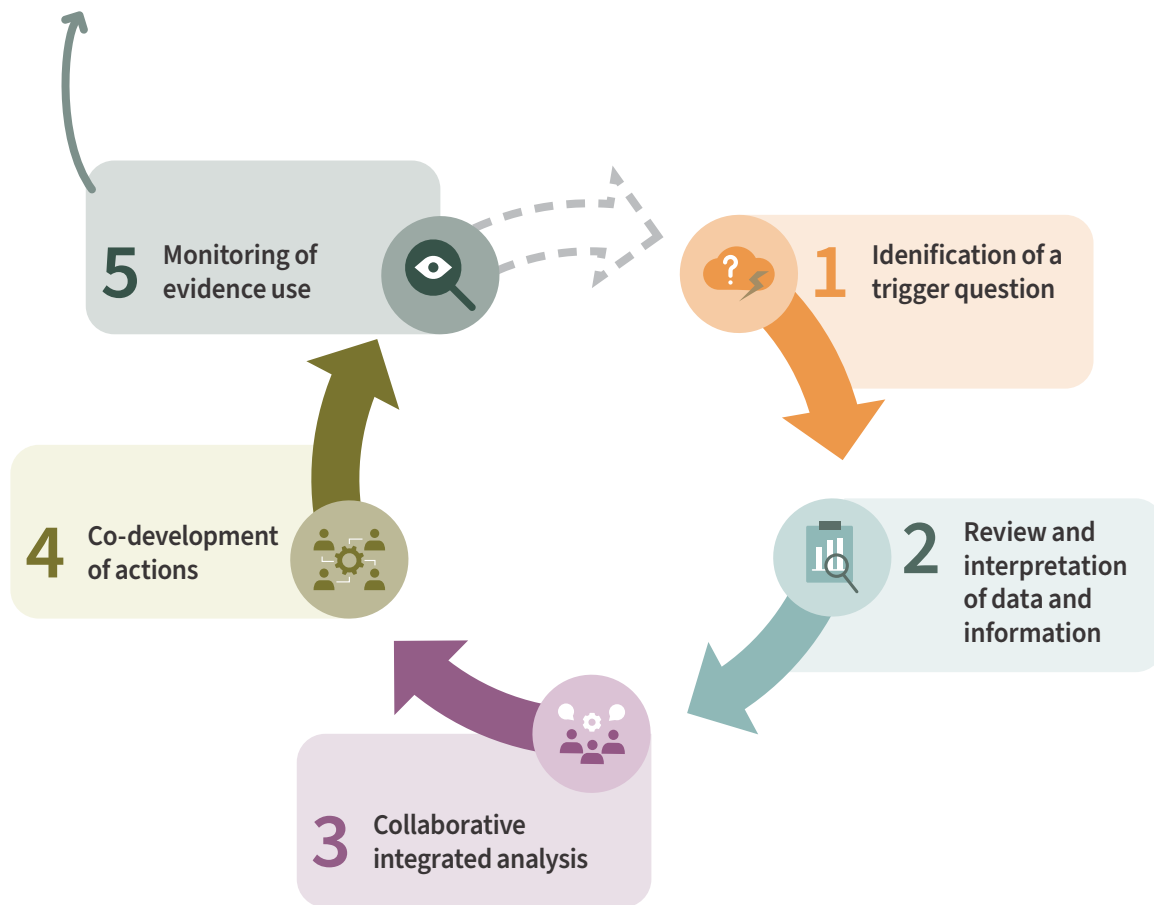 1
Idenification of a
trigger question
2
Review and
interpretation
of data and
information
3
Collaborative
integrated analysis
4
Co-development
of actions
5
Monitoring of
evidence use
?